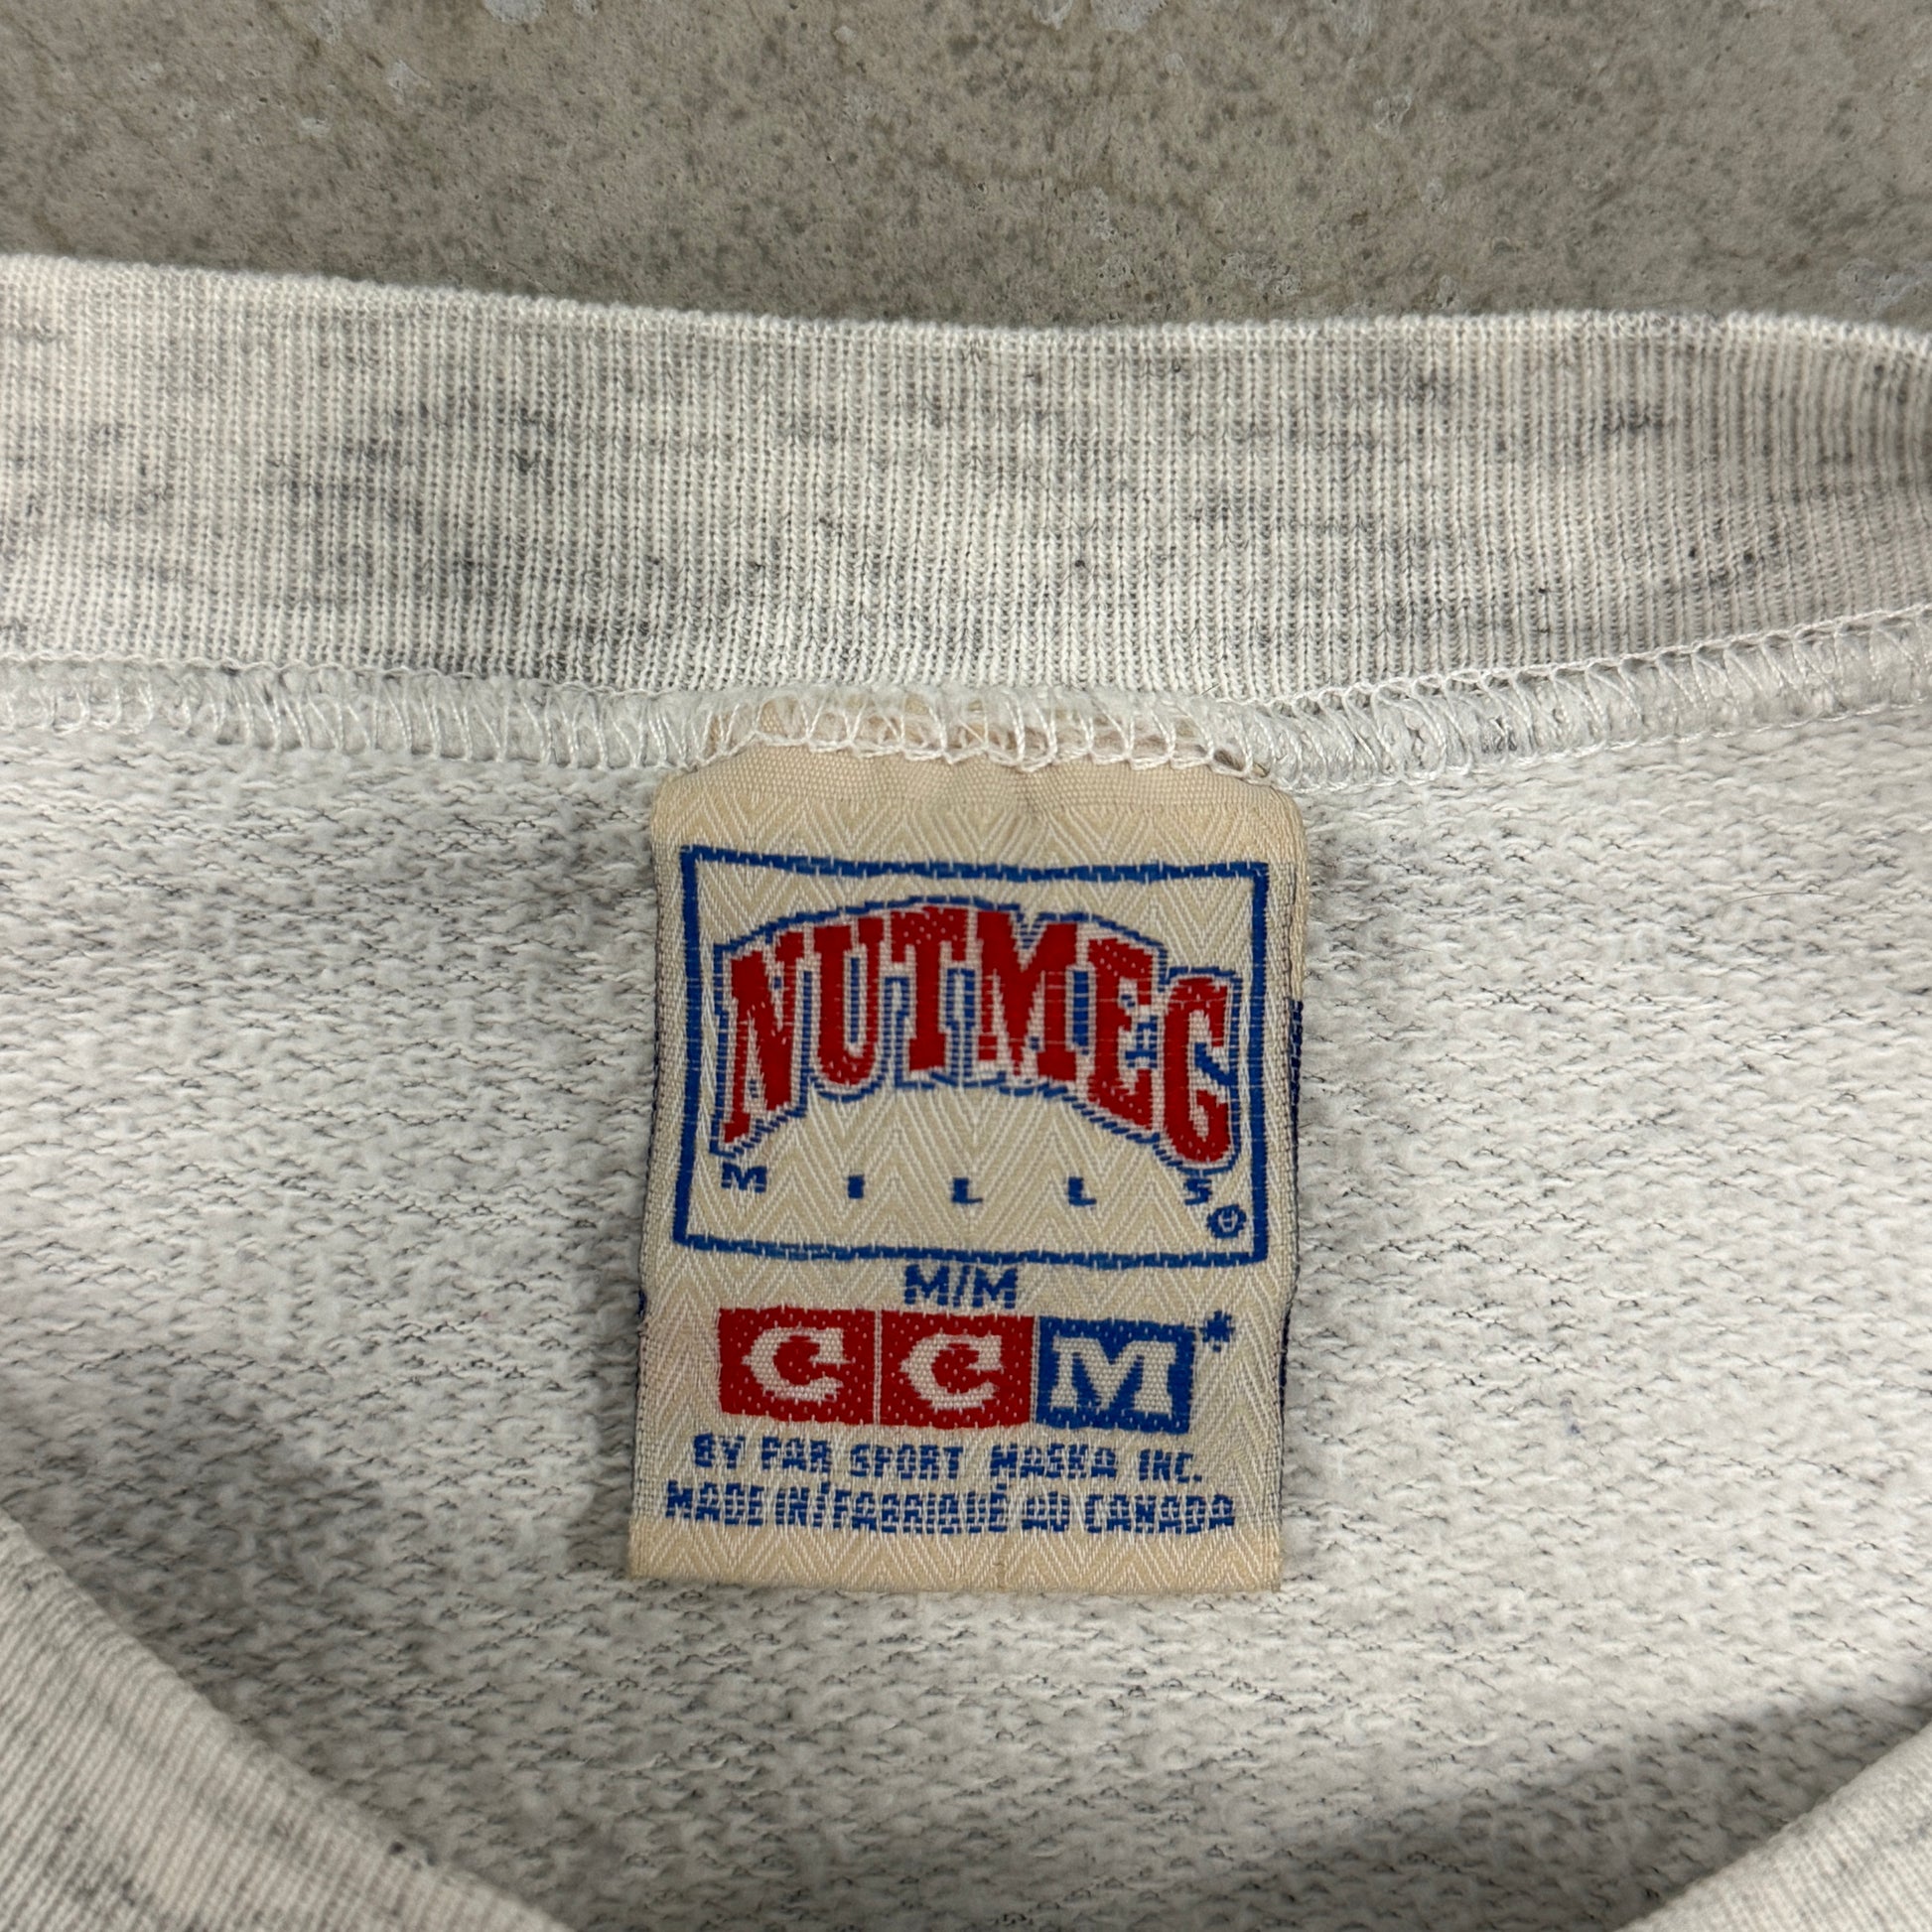 NUTMEG
MILLS®
M/M
CCM*
BY PAR SPORT MASKA INC.
MADE IN/FABRIQUÉ AU CANADA